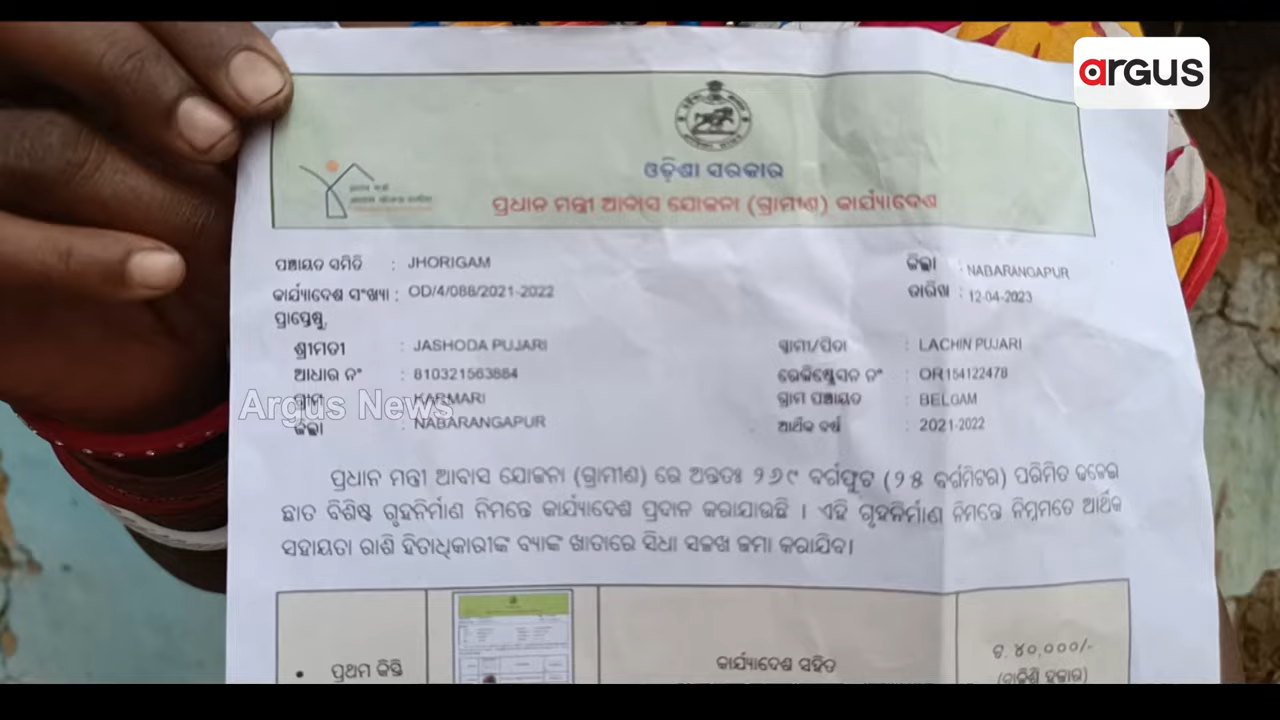 argus
ଓଡ଼ିଶା ସରକାର
ପ୍ରଧାନ ମନ୍ତ୍ରୀ ଆବାସ ଯୋଜନା (ଗ୍ରାମୀଣ) କାର୍ଯ୍ୟାଦେଶ
ପଞ୍ଚାୟତ ସମିତି : JHORIGAM ଜିଲ୍ଲା : NABARANGAPUR
କାର୍ଯ୍ୟାଦେଶ ସଂଖ୍ୟା : OD/4/088/2021-2022 ତାରିଖ : 12-04-2023
ପ୍ରାପ୍ତେଷୁ,
ଶ୍ରୀମତୀ : JASHODA PUJARI ସ୍ୱାମୀ/ପିତା : LACHIN PUJARI
ଆଧାର ନଂ : 810321563884 ରେଜିଷ୍ଟ୍ରେସନ ନଂ : OR154122478
ଗ୍ରାମ : KARMARI ଗ୍ରାମ ପଞ୍ଚାୟତ : BELGAM
Argus News
ଜିଲ୍ଲା : NABARANGAPUR ଆର୍ଥିକ ବର୍ଷ : 2021-2022
ପ୍ରଧାନ ମନ୍ତ୍ରୀ ଆବାସ ଯୋଜନା (ଗ୍ରାମୀଣ) ରେ ଅନ୍ତତଃ ୨୬୯ ବର୍ଗଫୁଟ (୨୫ ବର୍ଗମିଟର) ପରିମିତ ଢଳେଇ
ଛାତ ବିଶିଷ୍ଟ ଗୃହନିର୍ମାଣ ନିମନ୍ତେ କାର୍ଯ୍ୟାଦେଶ ପ୍ରଦାନ କରାଯାଉଛି । ଏହି ଗୃହନିର୍ମାଣ ନିମନ୍ତେ ନିମ୍ନମତେ ଆର୍ଥିକ
ସହାୟତା ରାଶି ହିତାଧିକାରୀଙ୍କ ବ୍ୟାଙ୍କ ଖାତାରେ ସିଧା ସଳଖ ଜମା କରାଯିବ।
• ପ୍ରଥମ କିସ୍ତି କାର୍ଯ୍ୟାଦେଶ ସହିତ ଟ. ୪୦,୦୦୦/-
(ଚାଳିଶି ହଜାର)